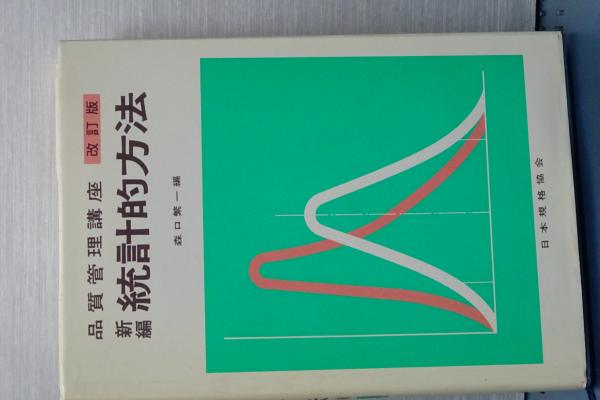 品質管理講座 改訂版
新編 統計的方法
森口繁一編
日本規格協会